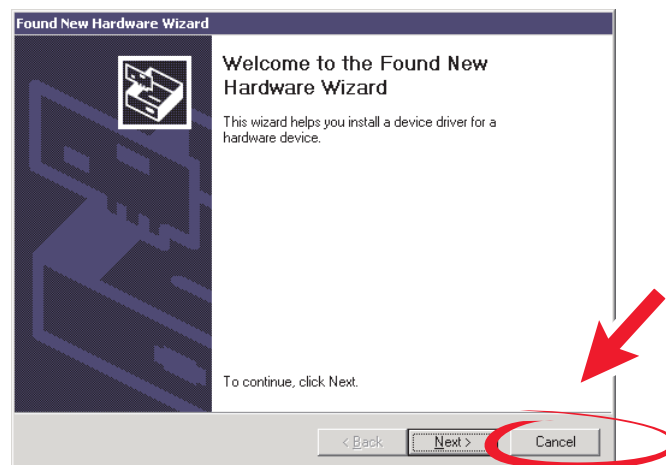 Found New Hardware Wizard
Welcome to the Found New
Hardware Wizard
This wizard helps you install a device driver for a
hardware device.
To continue, click Next.
< Back
Next >
Cancel